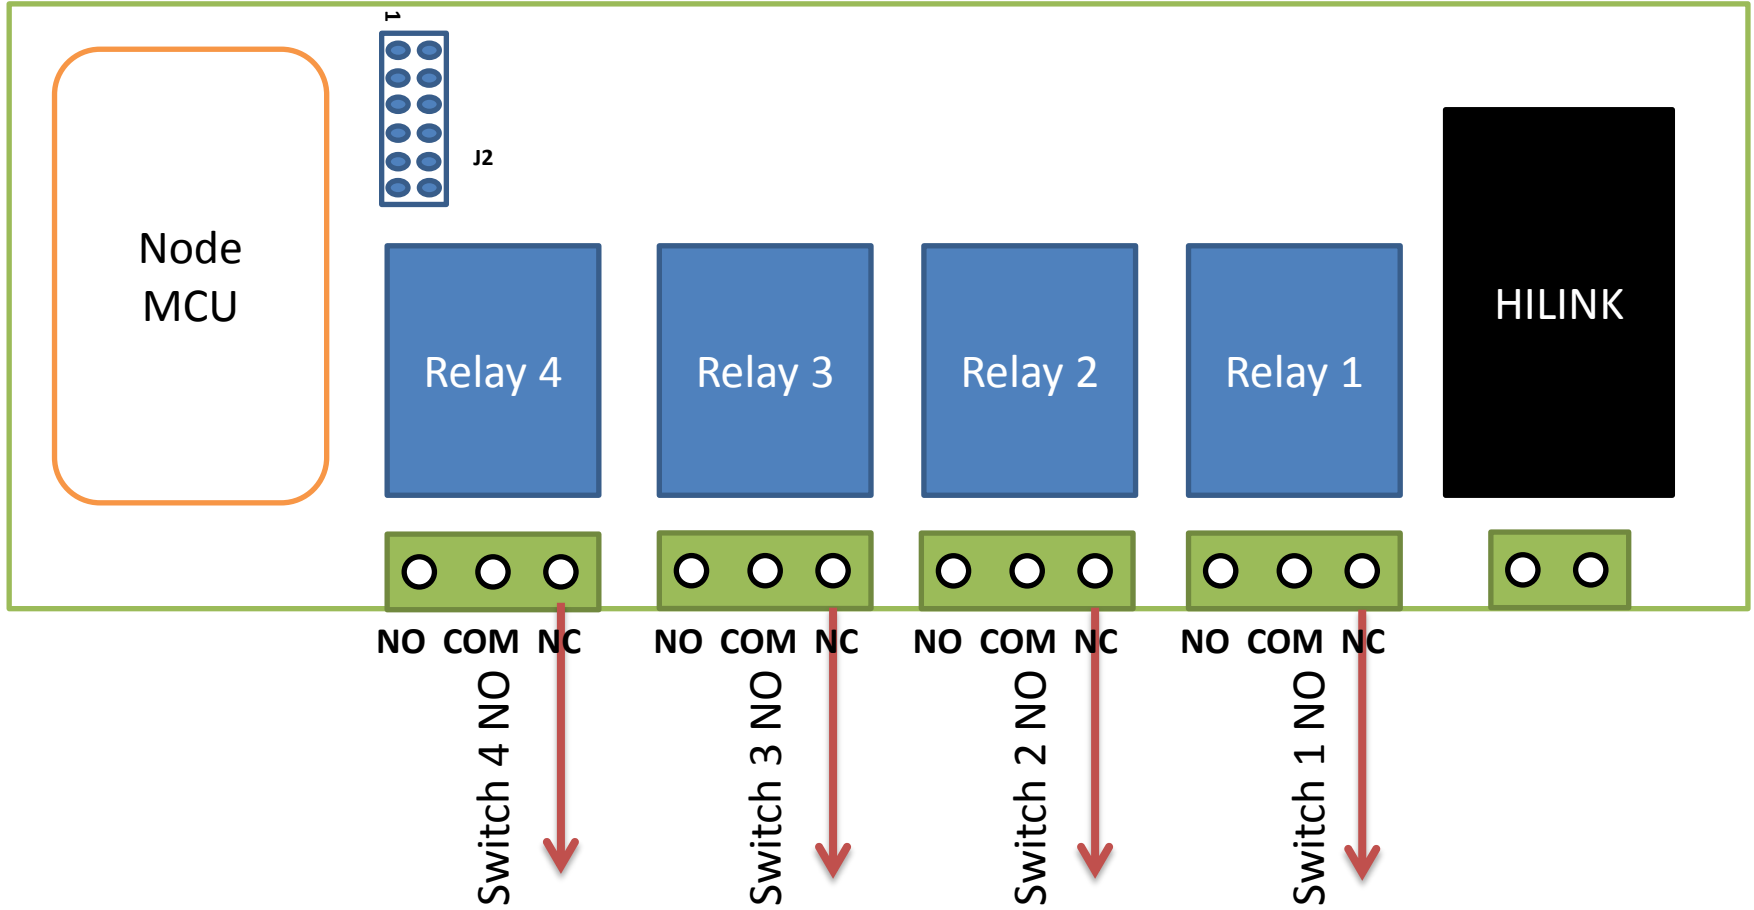 1
J2
Node
MCU
HILINK
Relay 4
Relay 3
Relay 2
Relay 1
NO COM NC
NO COM NC
NO COM NC
NO COM NC
Switch 4 NO
Switch 3 NO
Switch 2 NO
Switch 1 NO